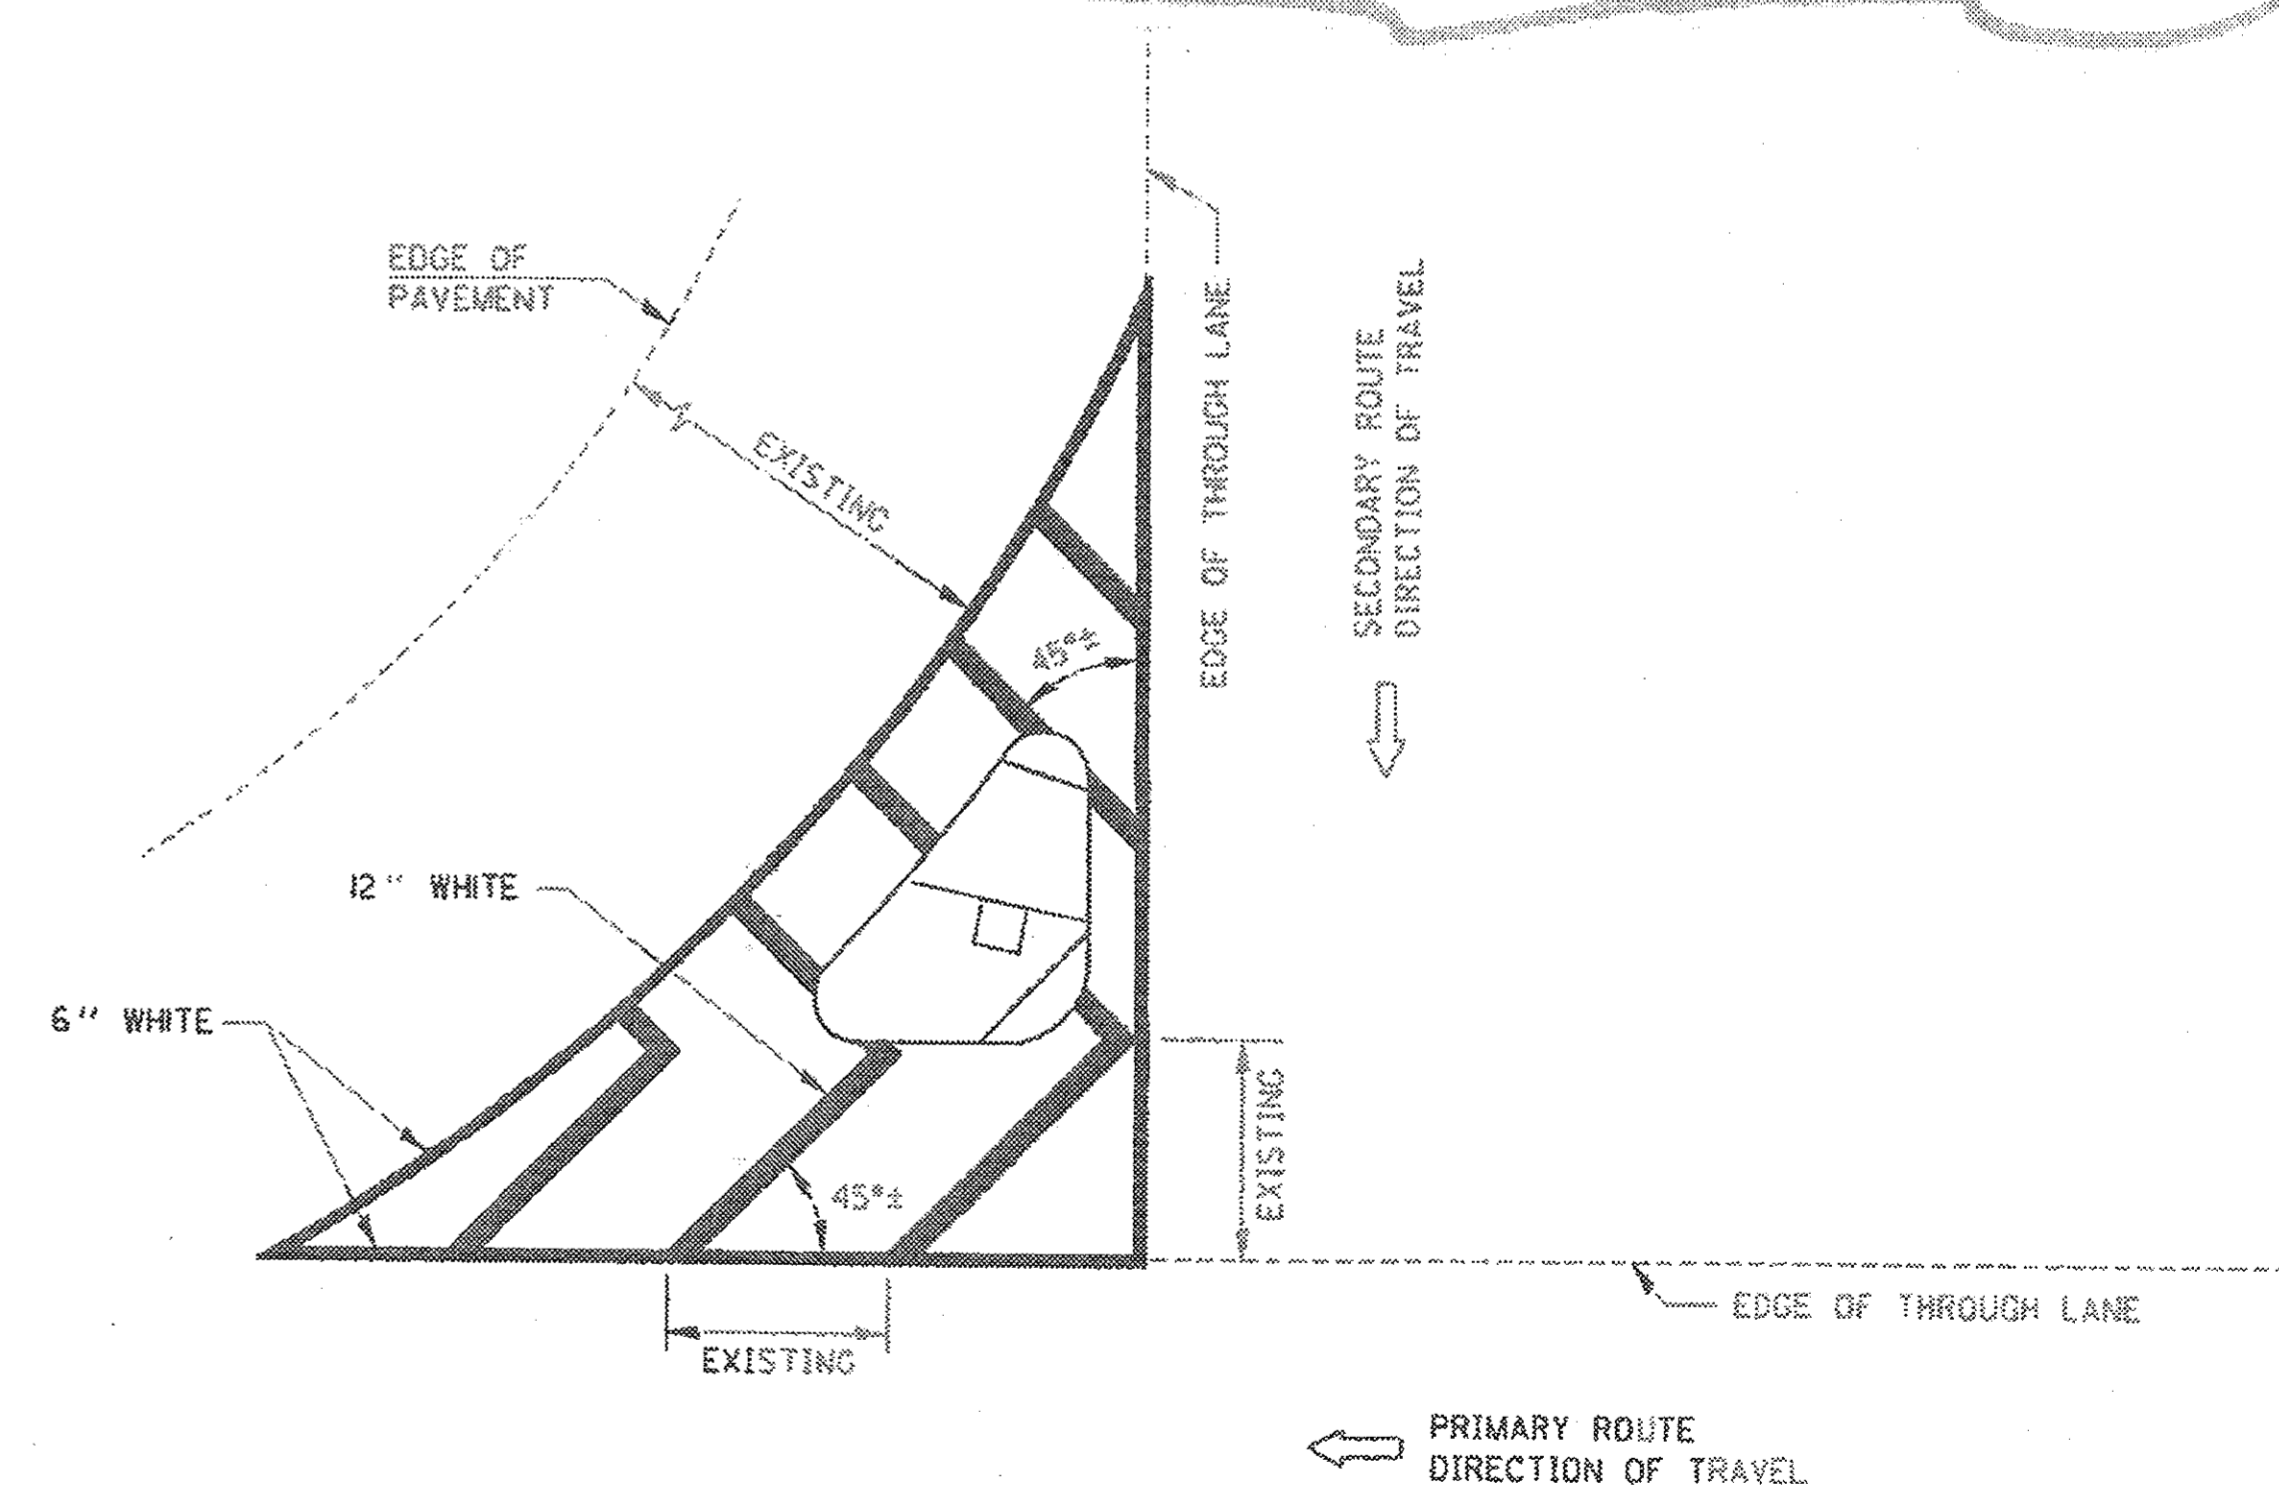 EDGE OF
PAVEMENT
EXISTING
EDGE OF THROUGH LANE
SECONDARY ROUTE
DIRECTION OF TRAVEL
45°±
12" WHITE
6" WHITE
45°±
EXISTING
EXISTING
EDGE OF THROUGH LANE
PRIMARY ROUTE
DIRECTION OF TRAVEL